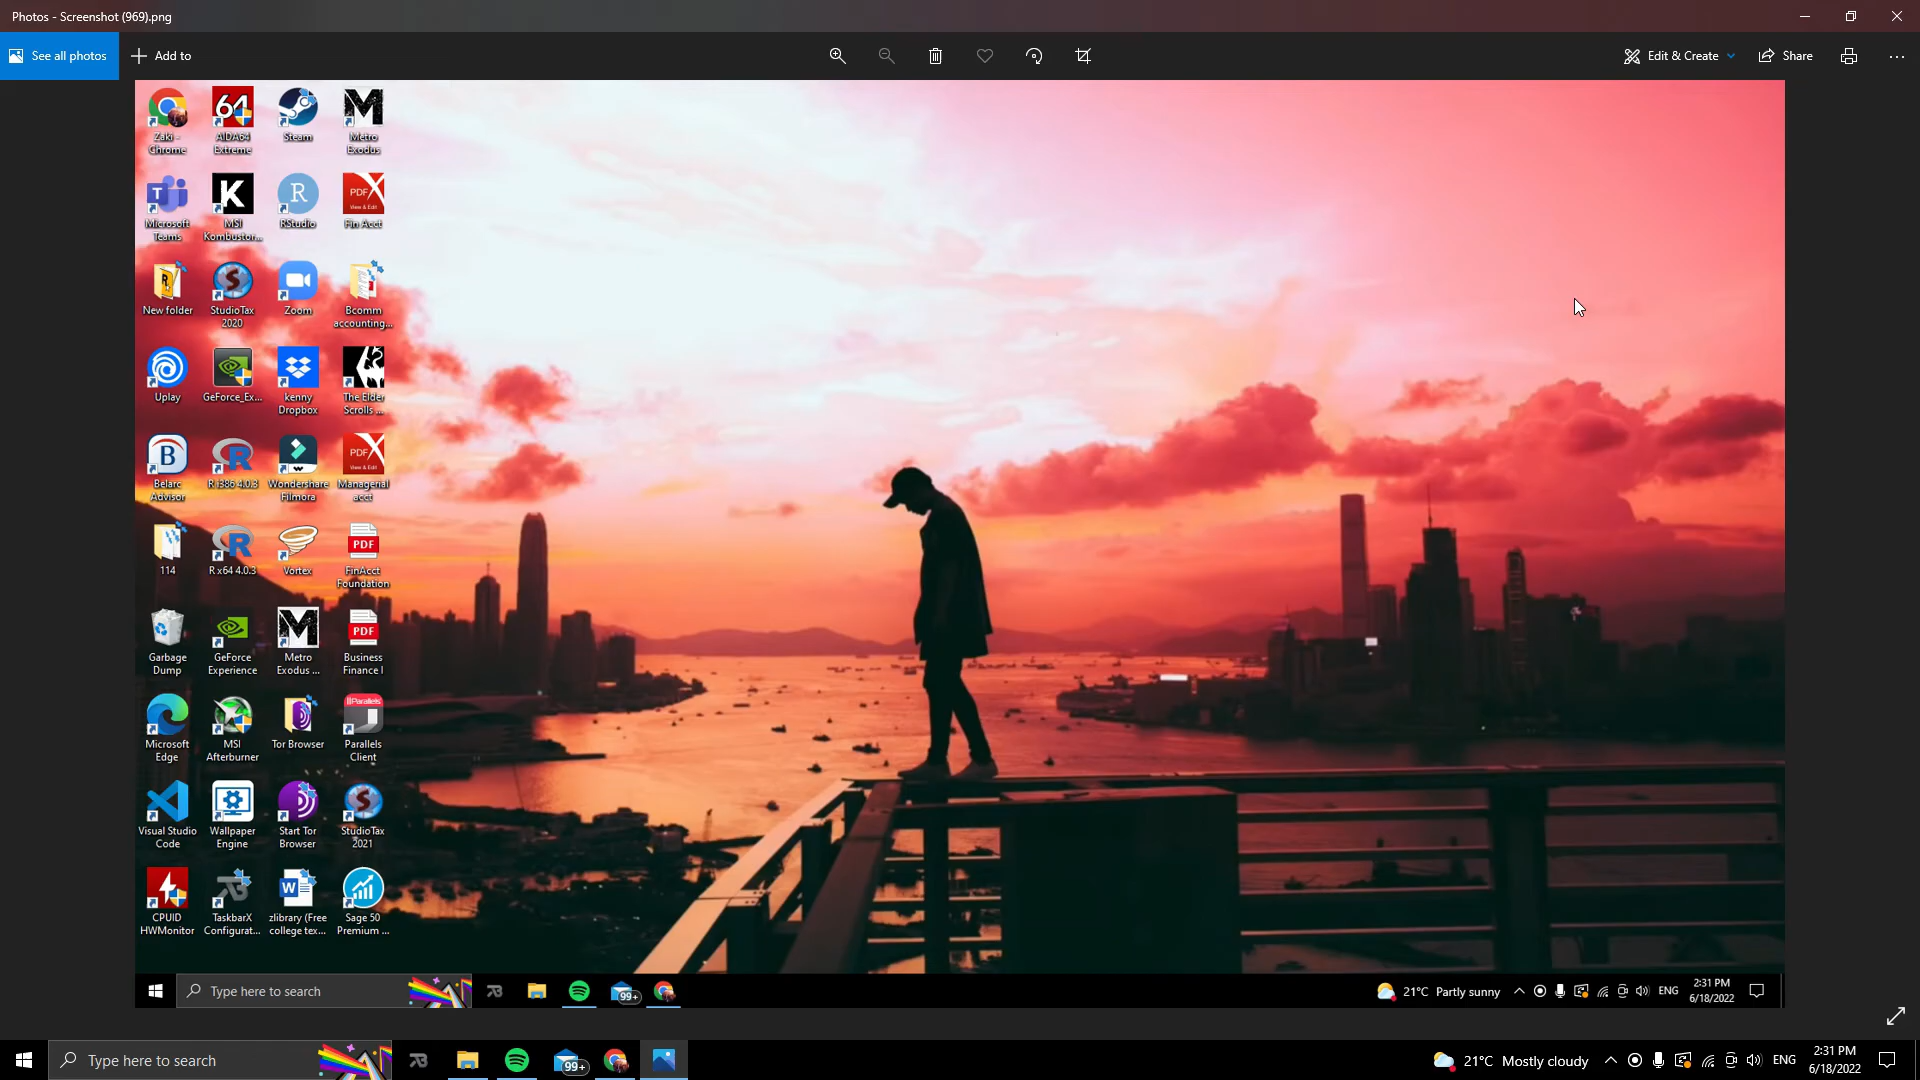 Photos - Screenshot (969).png
See all photos
Add to
Edit & Create
Share
Zaki -
Chrome
AIDA64
Extreme
Steam
Metro
Exodus
Microsoft
Teams
MSI
Kombustor...
RStudio
Fin Acct
New folder
StudioTax
2020
Zoom
Bcomm
accounting...
Uplay
GeForce_Ex...
kenny
Dropbox
The Elder
Scrolls ...
Belarc
Advisor
R i386 4.0.3
Wondershare
Filmora
Managerial
acct
114
R x64 4.0.3
Vortex
FinAcct
Foundation
Garbage
Dump
GeForce
Experience
Metro
Exodus ...
Business
Finance I
Microsoft
Edge
MSI
Afterburner
Tor Browser
Parallels
Client
Visual Studio
Code
Wallpaper
Engine
Start Tor
Browser
StudioTax
2021
CPUID
HWMonitor
TaskbarX
Configurat...
zlibrary (Free
college tex...
Sage 50
Premium ...
Type here to search
99+
21°C Partly sunny
ENG
2:31 PM
6/18/2022
Type here to search
99+
21°C Mostly cloudy
ENG
2:31 PM
6/18/2022